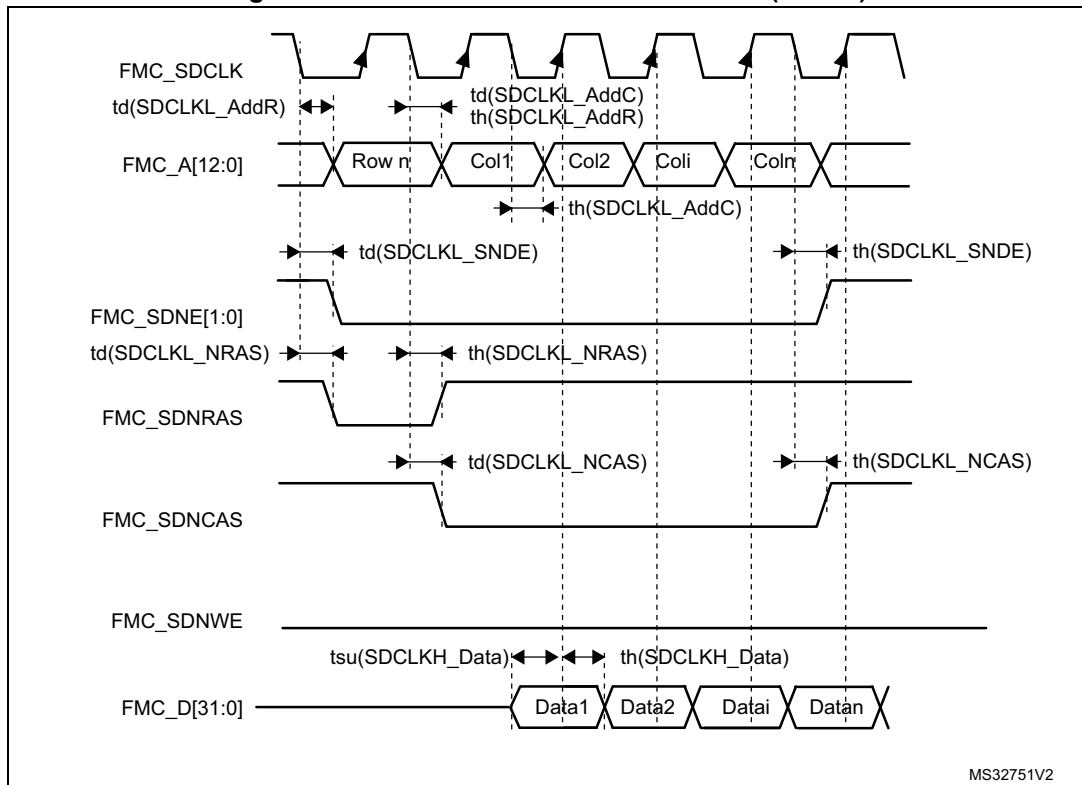 FMC_SDCLK
td(SDCLKL_AddR)
td(SDCLKL_AddC)
th(SDCLKL_AddR)
FMC_A[12:0]
Row n
Col1
Col2
Coli
Coln
th(SDCLKL_AddC)
td(SDCLKL_SNDE)
th(SDCLKL_SNDE)
FMC_SDNE[1:0]
td(SDCLKL_NRAS)
th(SDCLKL_NRAS)
FMC_SDNRAS
td(SDCLKL_NCAS)
th(SDCLKL_NCAS)
FMC_SDNCAS
FMC_SDNWE
tsu(SDCLKH_Data)
th(SDCLKH_Data)
FMC_D[31:0]
Data1
Data2
Datai
Datan
MS32751V2